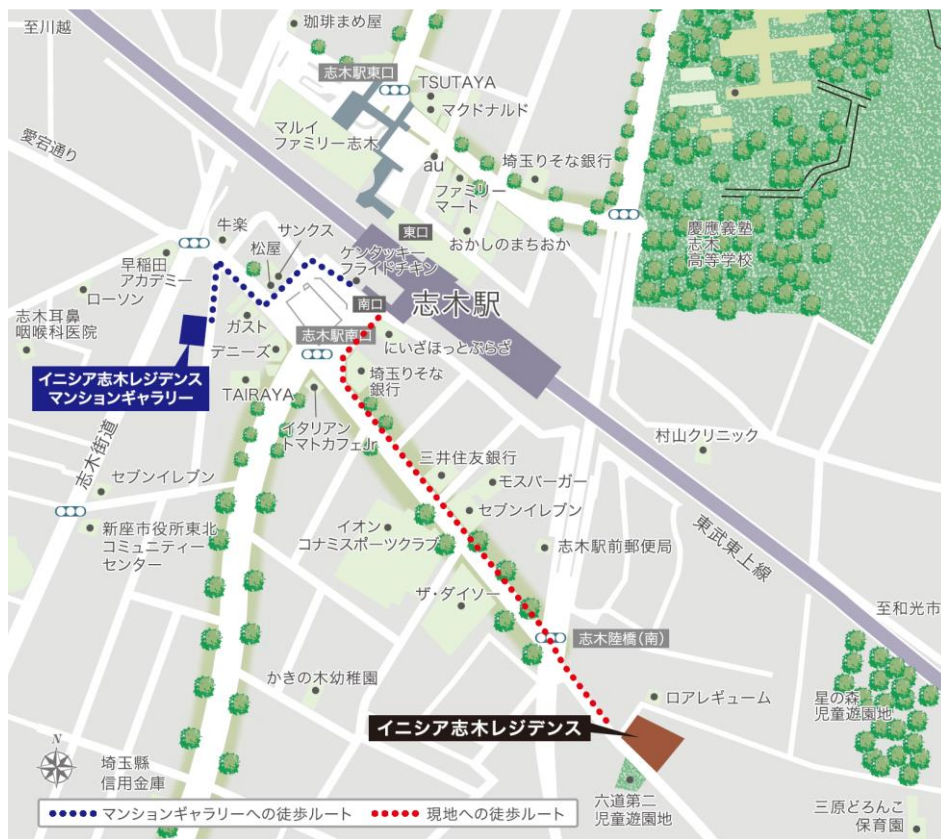 至川越
珈琲まめ屋
志木駅東口
TSUTAYA
マクドナルド
マルイ
ファミリー志木
愛宕通り
au
埼玉りそな銀行
ファミリー
マート
おかしのまちおか
東口
慶應義塾
志木
高等学校
牛楽
サンクス
松屋
ケンタッキー
フライドチキン
早稲田
アカデミー
ローソン
志木駅
南口
志木耳鼻
咽喉科医院
ガスト
デニーズ
志木駅南口
にいざほっとぷらざ
イニシア志木レジデンス
マンションギャラリー
TAIRAYA
埼玉りそな
銀行
イタリアン
トマトカフェJr
志木街道
三井住友銀行
村山クリニック
セブンイレブン
モスバーガー
セブンイレブン
新座市役所東北
コミュニティー
センター
イオン
コナミスポーツクラブ
志木駅前郵便局
東武東上線
ザ・ダイソー
至和光市
志木陸橋(南)
かきの木幼稚園
ロアレギューム
星の森
児童遊園地
イニシア志木レジデンス
N
埼玉縣
信用金庫
六道第二
児童遊園地
三原どろんこ
保育園
マンションギャラリーへの徒歩ルート
現地への徒歩ルート